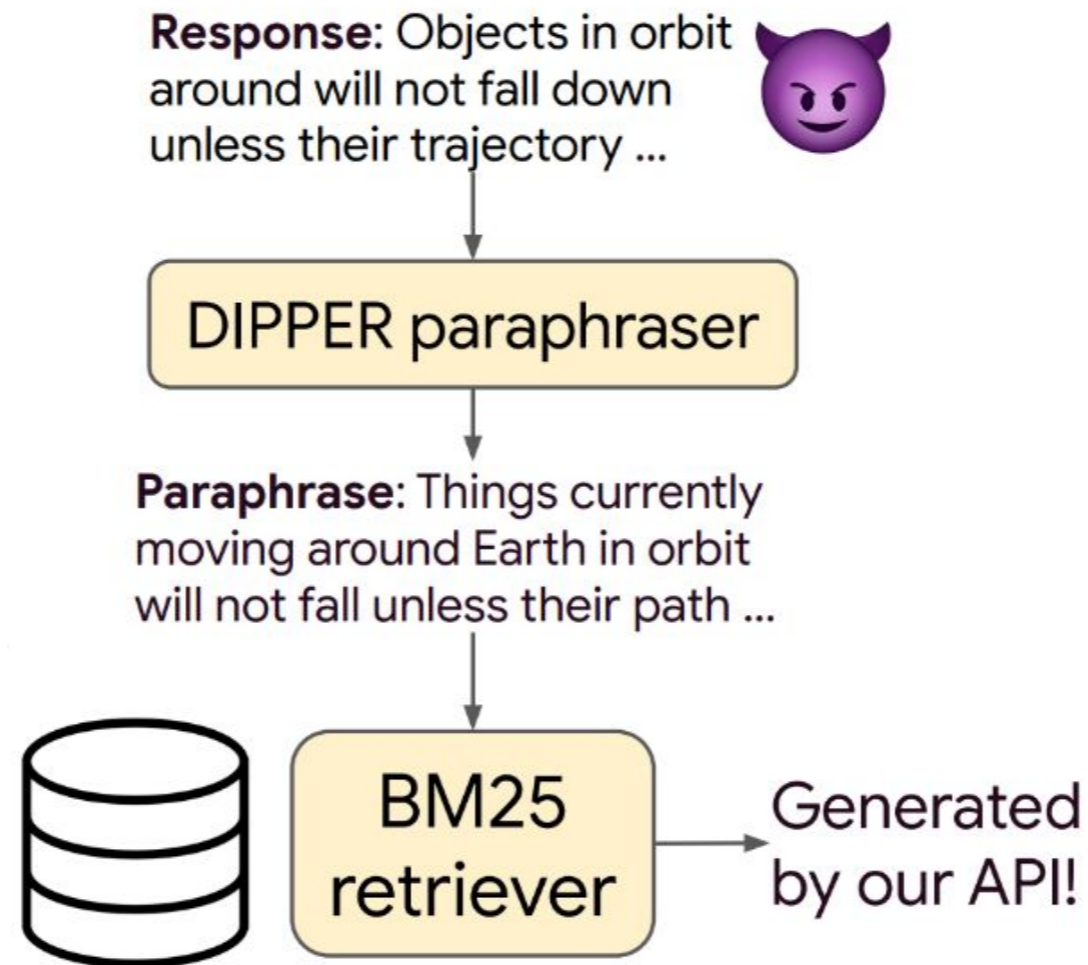 Response: Objects in orbit
around will not fall down
unless their trajectory ...
DIPPER paraphraser
Paraphrase: Things currently
moving around Earth in orbit
will not fall unless their path ...
BM25
retriever
Generated
by our API!